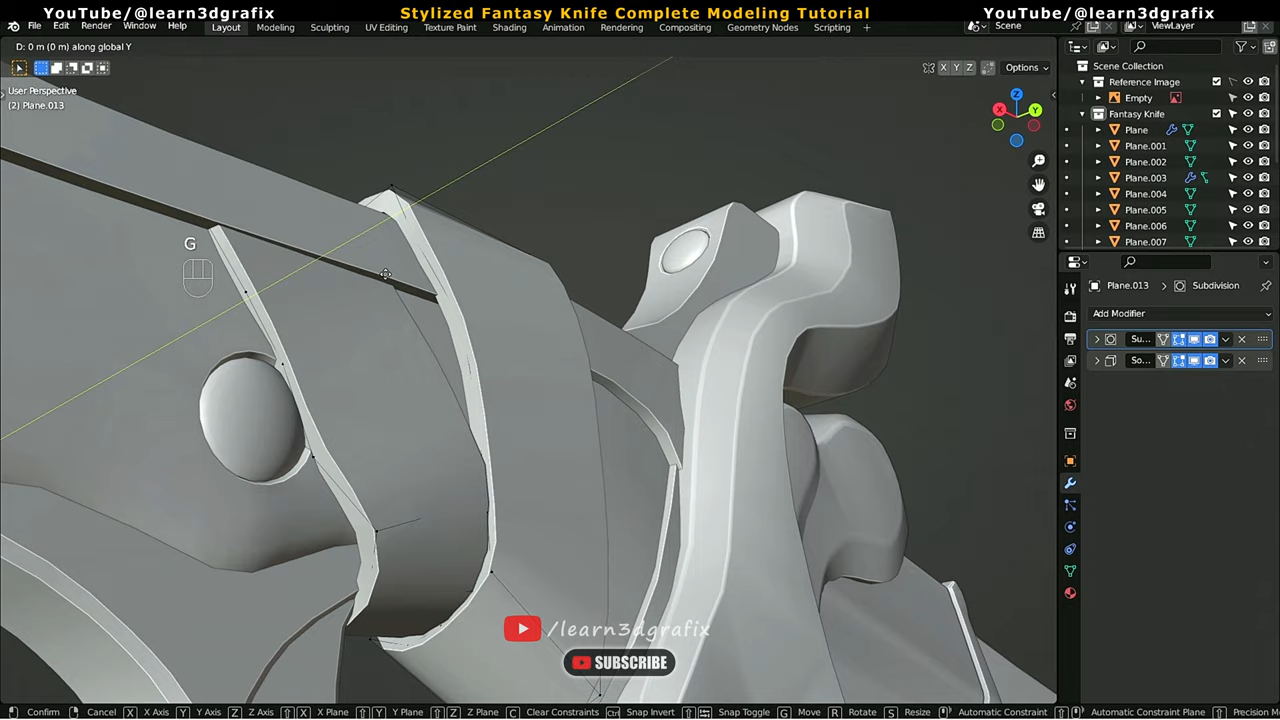 YouTube/@learn3dgrafix
Stylized Fantasy Knife Complete Modeling Tutorial
YouTube/@learn3dgrafix
File Edit Render Window Help Layout Modeling Sculpting UV Editing Texture Paint Shading Animation Rendering Compositing Geometry Nodes Scripting Scene ViewLayer
D: 0 m (0 m) along global Y
X Y Z Options
User Perspective
(2) Plane.013
Scene Collection
Reference Image
Empty
Fantasy Knife
Plane
Plane.001
Plane.002
Plane.003
Plane.004
Plane.005
Plane.006
Plane.007
X Y Z
G
Plane.013 > Subdivision
Add Modifier
Su...
So...
/learn3dgrafix
SUBSCRIBE
Confirm Cancel X X Axis Y Y Axis Z Z Axis X X Plane Y Y Plane Z Z Plane C Clear Constraints Ctrl Snap Invert Snap Toggle G Move R Rotate S Resize Automatic Constraint Automatic Constraint Plane Precision M